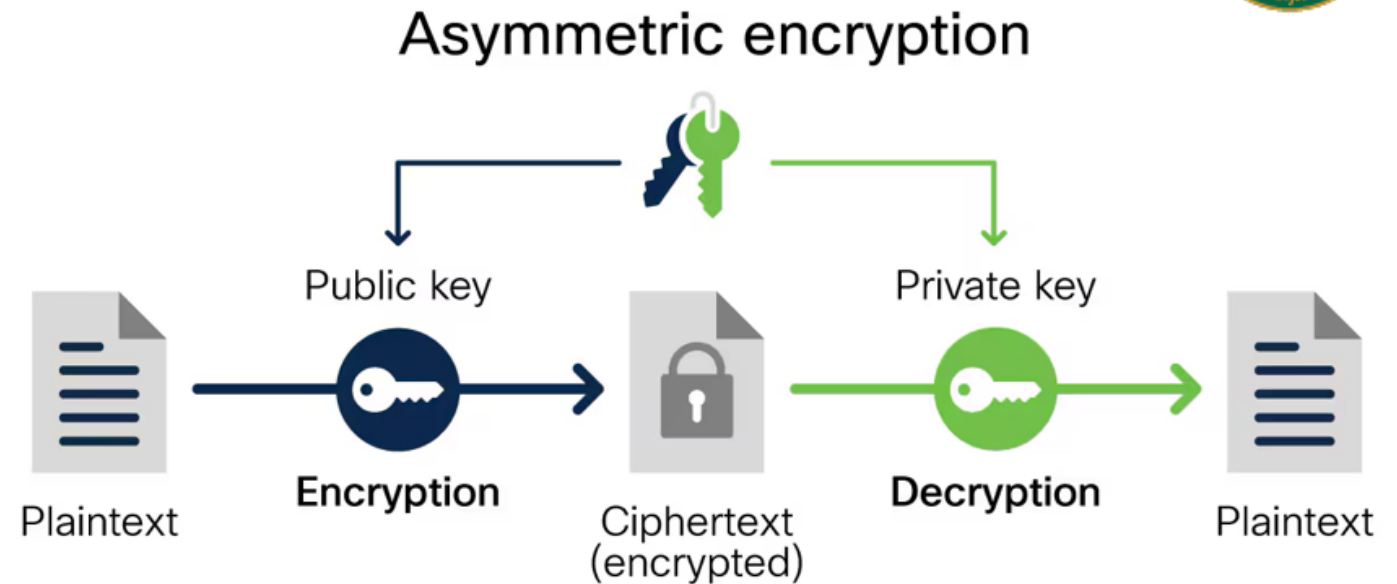 Asymmetric encryption
Public key
Private key
Encryption
Decryption
Plaintext
Ciphertext
(encrypted)
Plaintext